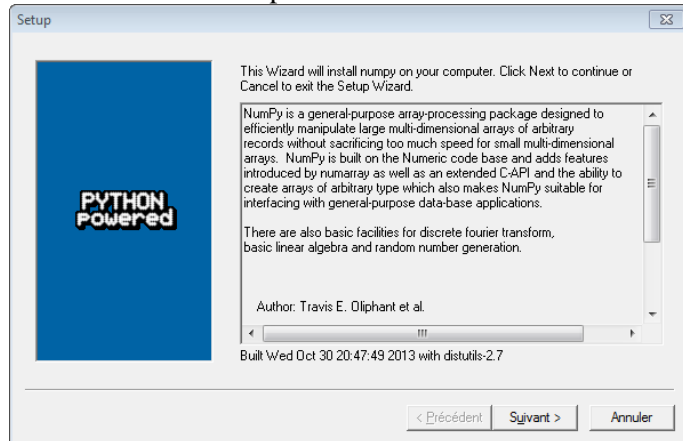 Setup
This Wizard will install numpy on your computer. Click Next to continue or
Cancel to exit the Setup Wizard.
NumPy is a general-purpose array-processing package designed to
efficiently manipulate large multi-dimensional arrays of arbitrary
records without sacrificing too much speed for small multi-dimensional
arrays.  NumPy is built on the Numeric code base and adds features
introduced by numarray as well as an extended C-API and the ability to
create arrays of arbitrary type which also makes NumPy suitable for
interfacing with general-purpose data-base applications.
There are also basic facilities for discrete fourier transform,
basic linear algebra and random number generation.
PYTHON
Powered
Author: Travis E. Oliphant et al.
Built Wed Oct 30 20:47:49 2013 with distutils-2.7
< Précédent
Suivant >
Annuler